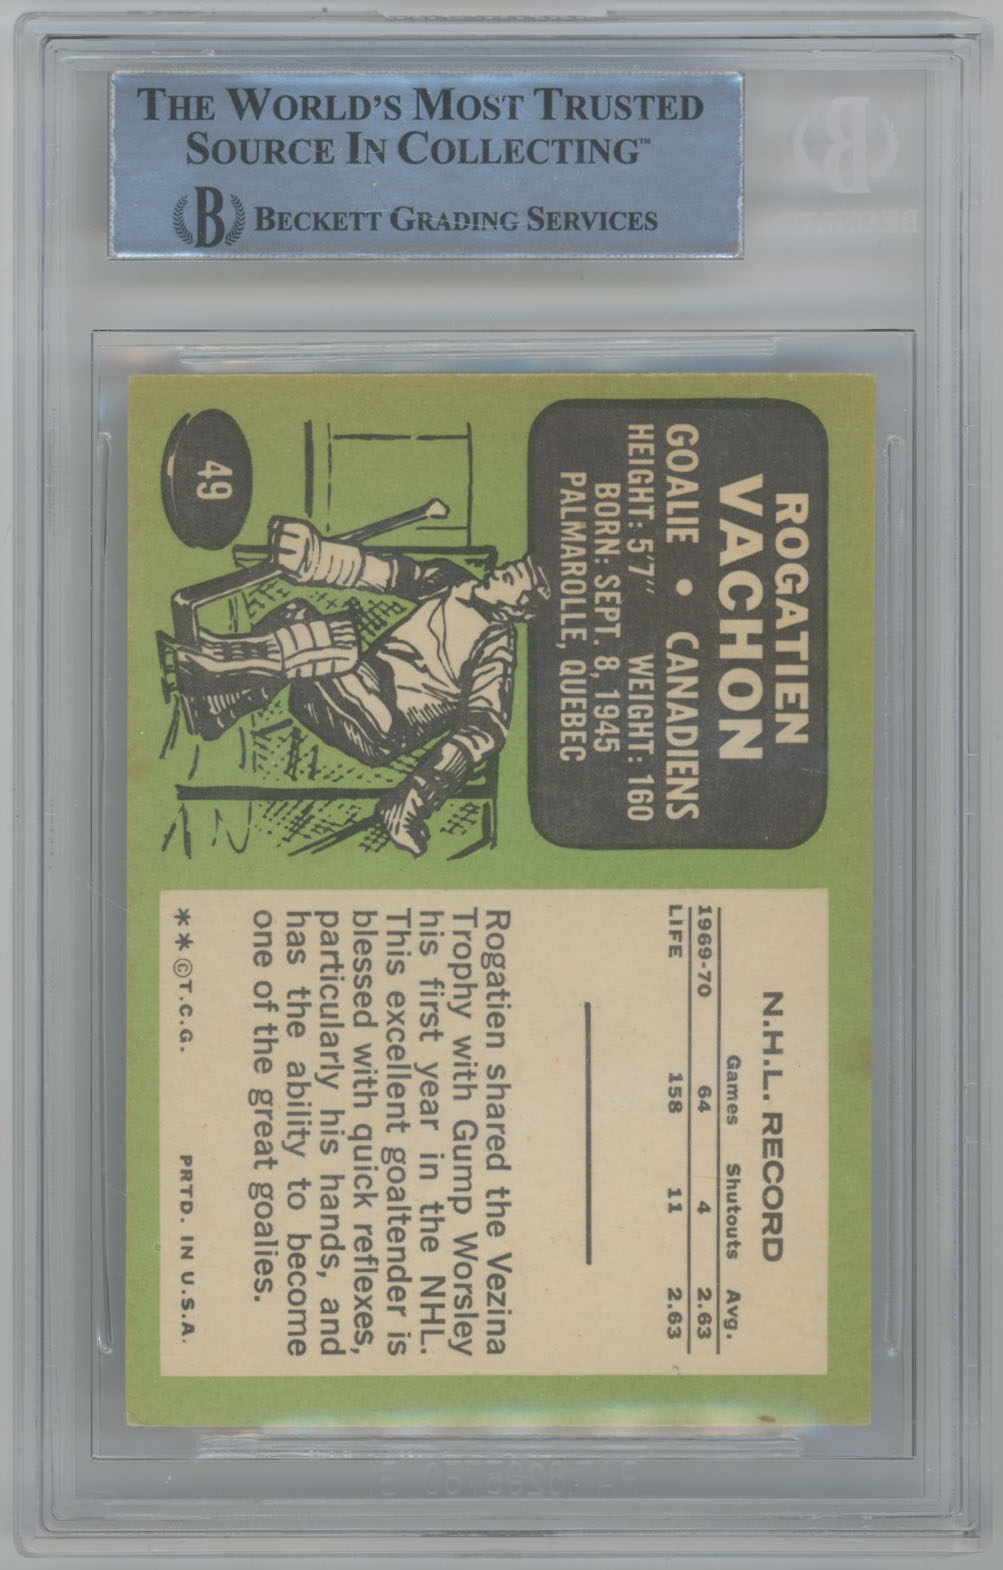 THE WORLD'S MOST TRUSTED
SOURCE IN COLLECTING™
B BECKETT GRADING SERVICES
49
ROGATIEN
VACHON
GOALIE • CANADIENS
HEIGHT: 5'7" WEIGHT: 160
BORN: SEPT. 8, 1945
PALMAROLLE, QUEBEC
N.H.L. RECORD
Games Shutouts Avg.
1969-70 64 4 2.63
LIFE 158 11 2.63
Rogatien shared the Vezina
Trophy with Gump Worsley
his first year in the NHL.
This excellent goaltender is
blessed with quick reflexes,
particularly his hands, and
has the ability to become
one of the great goalies.
**©T.C.G. PRTD. IN U.S.A.